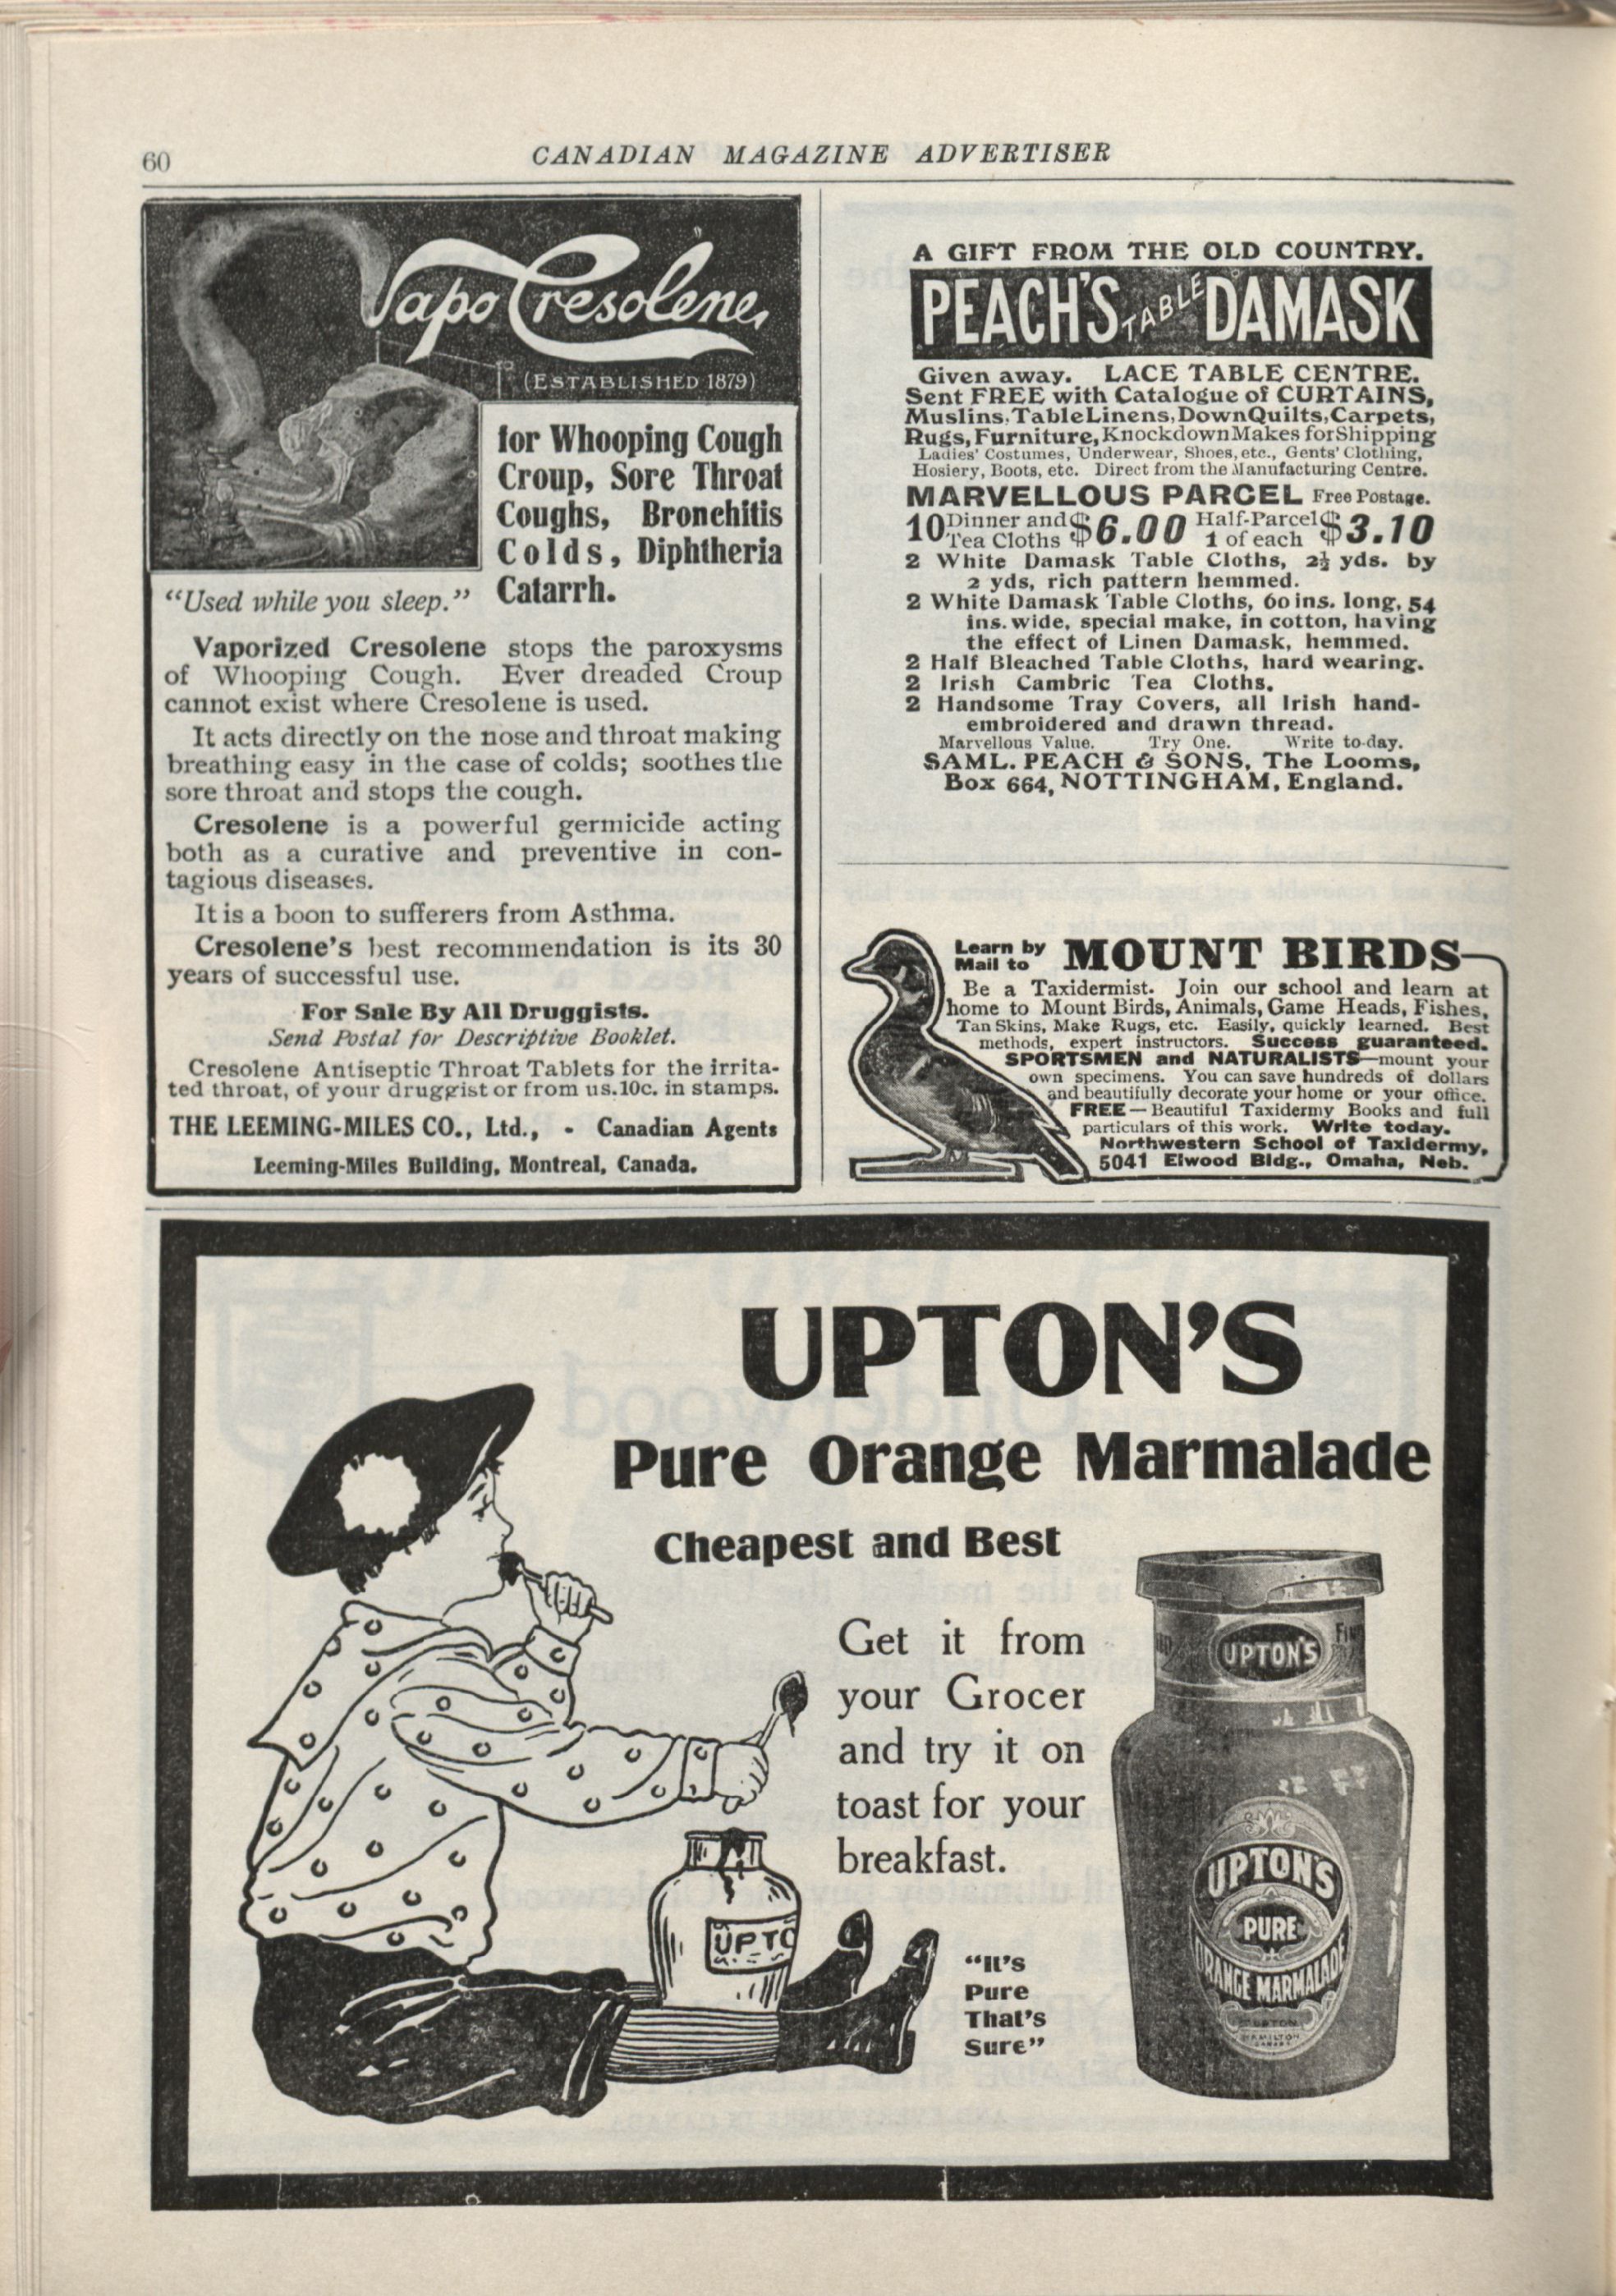 60
CANADIAN MAGAZINE ADVERTISER
Vapo Cresolene,
(ESTABLISHED 1879)
for Whooping Cough
Croup, Sore Throat
Coughs, Bronchitis
Colds, Diphtheria
Catarrh.
"Used while you sleep."
Vaporized Cresolene stops the paroxysms
of Whooping Cough. Ever dreaded Croup
cannot exist where Cresolene is used.
It acts directly on the nose and throat making
breathing easy in the case of colds; soothes the
sore throat and stops the cough.
Cresolene is a powerful germicide acting
both as a curative and preventive in con-
tagious diseases.
It is a boon to sufferers from Asthma.
Cresolene's best recommendation is its 30
years of successful use.
For Sale By All Druggists.
Send Postal for Descriptive Booklet.
Cresolene Antiseptic Throat Tablets for the irrita-
ted throat, of your druggist or from us. 10c. in stamps.
THE LEEMING-MILES CO., Ltd., - Canadian Agents
Leeming-Miles Building, Montreal, Canada.
A GIFT FROM THE OLD COUNTRY.
PEACH'S TABLE DAMASK
Given away. LACE TABLE CENTRE.
Sent FREE with Catalogue of CURTAINS,
Muslins, Table Linens, Down Quilts, Carpets,
Rugs, Furniture, Knockdown Makes for Shipping
Ladies' Costumes, Underwear, Shoes, etc., Gents' Clothing,
Hosiery, Boots, etc. Direct from the Manufacturing Centre.
MARVELLOUS PARCEL Free Postage.
10 Dinner and Tea Cloths $6.00 Half-Parcel 1 of each $3.10
2 White Damask Table Cloths, 2½ yds. by
2 yds, rich pattern hemmed.
2 White Damask Table Cloths, 60 ins. long, 54
ins. wide, special make, in cotton, having
the effect of Linen Damask, hemmed.
2 Half Bleached Table Cloths, hard wearing.
2 Irish Cambric Tea Cloths.
2 Handsome Tray Covers, all Irish hand-
embroidered and drawn thread.
Marvellous Value. Try One. Write to-day.
SAML. PEACH & SONS, The Looms,
Box 664, NOTTINGHAM, England.
Learn by Mail to MOUNT BIRDS
Be a Taxidermist. Join our school and learn at
home to Mount Birds, Animals, Game Heads, Fishes,
Tan Skins, Make Rugs, etc. Easily, quickly learned. Best
methods, expert instructors. Success guaranteed.
SPORTSMEN and NATURALISTS—mount your
own specimens. You can save hundreds of dollars
and beautifully decorate your home or your office.
FREE — Beautiful Taxidermy Books and full
particulars of this work. Write today.
Northwestern School of Taxidermy,
5041 Elwood Bldg., Omaha, Neb.
UPTON'S
Pure Orange Marmalade
Cheapest and Best
Get it from
your Grocer
and try it on
toast for your
breakfast.
UPTO
"It's
Pure
That's
Sure"
UPTON'S
UPTON'S
PURE
ORANGE MARMALADE
UPTON
HAMILTON